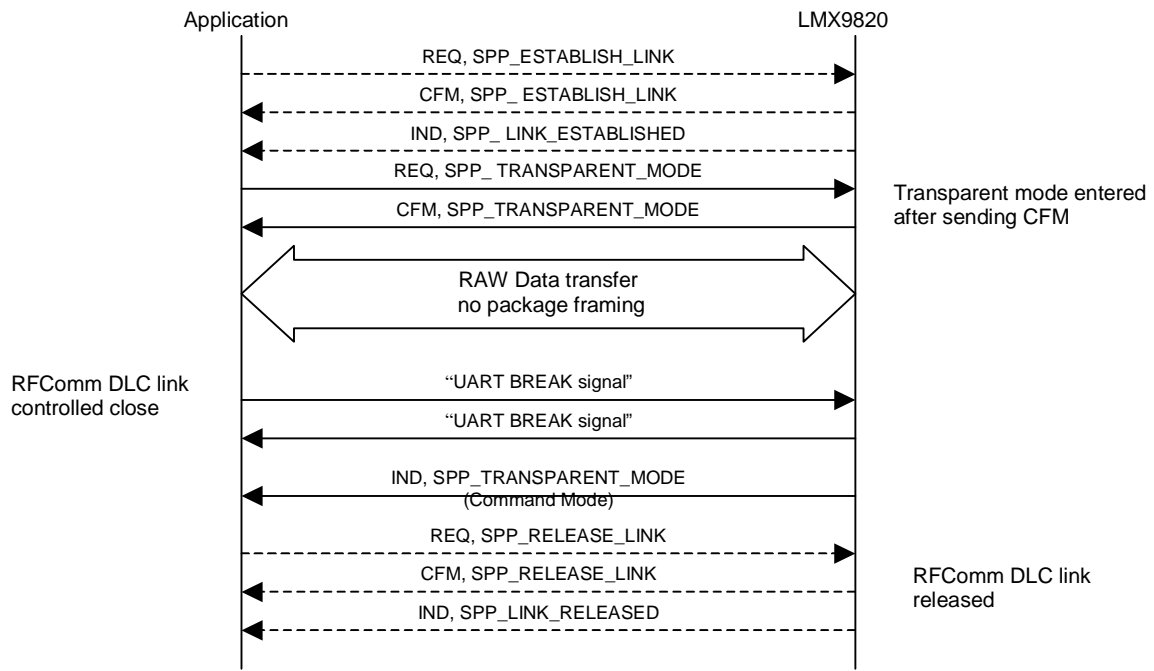 Application
LMX9820
REQ, SPP_ESTABLISH_LINK
CFM, SPP_ ESTABLISH_LINK
IND, SPP_ LINK_ESTABLISHED
REQ, SPP_ TRANSPARENT_MODE
CFM, SPP_TRANSPARENT_MODE
Transparent mode entered
after sending CFM
RAW Data transfer
no package framing
RFComm DLC link
controlled close
“UART BREAK signal”
“UART BREAK signal”
IND, SPP_TRANSPARENT_MODE
(Command Mode)
REQ, SPP_RELEASE_LINK
CFM, SPP_RELEASE_LINK
IND, SPP_LINK_RELEASED
RFComm DLC link
released